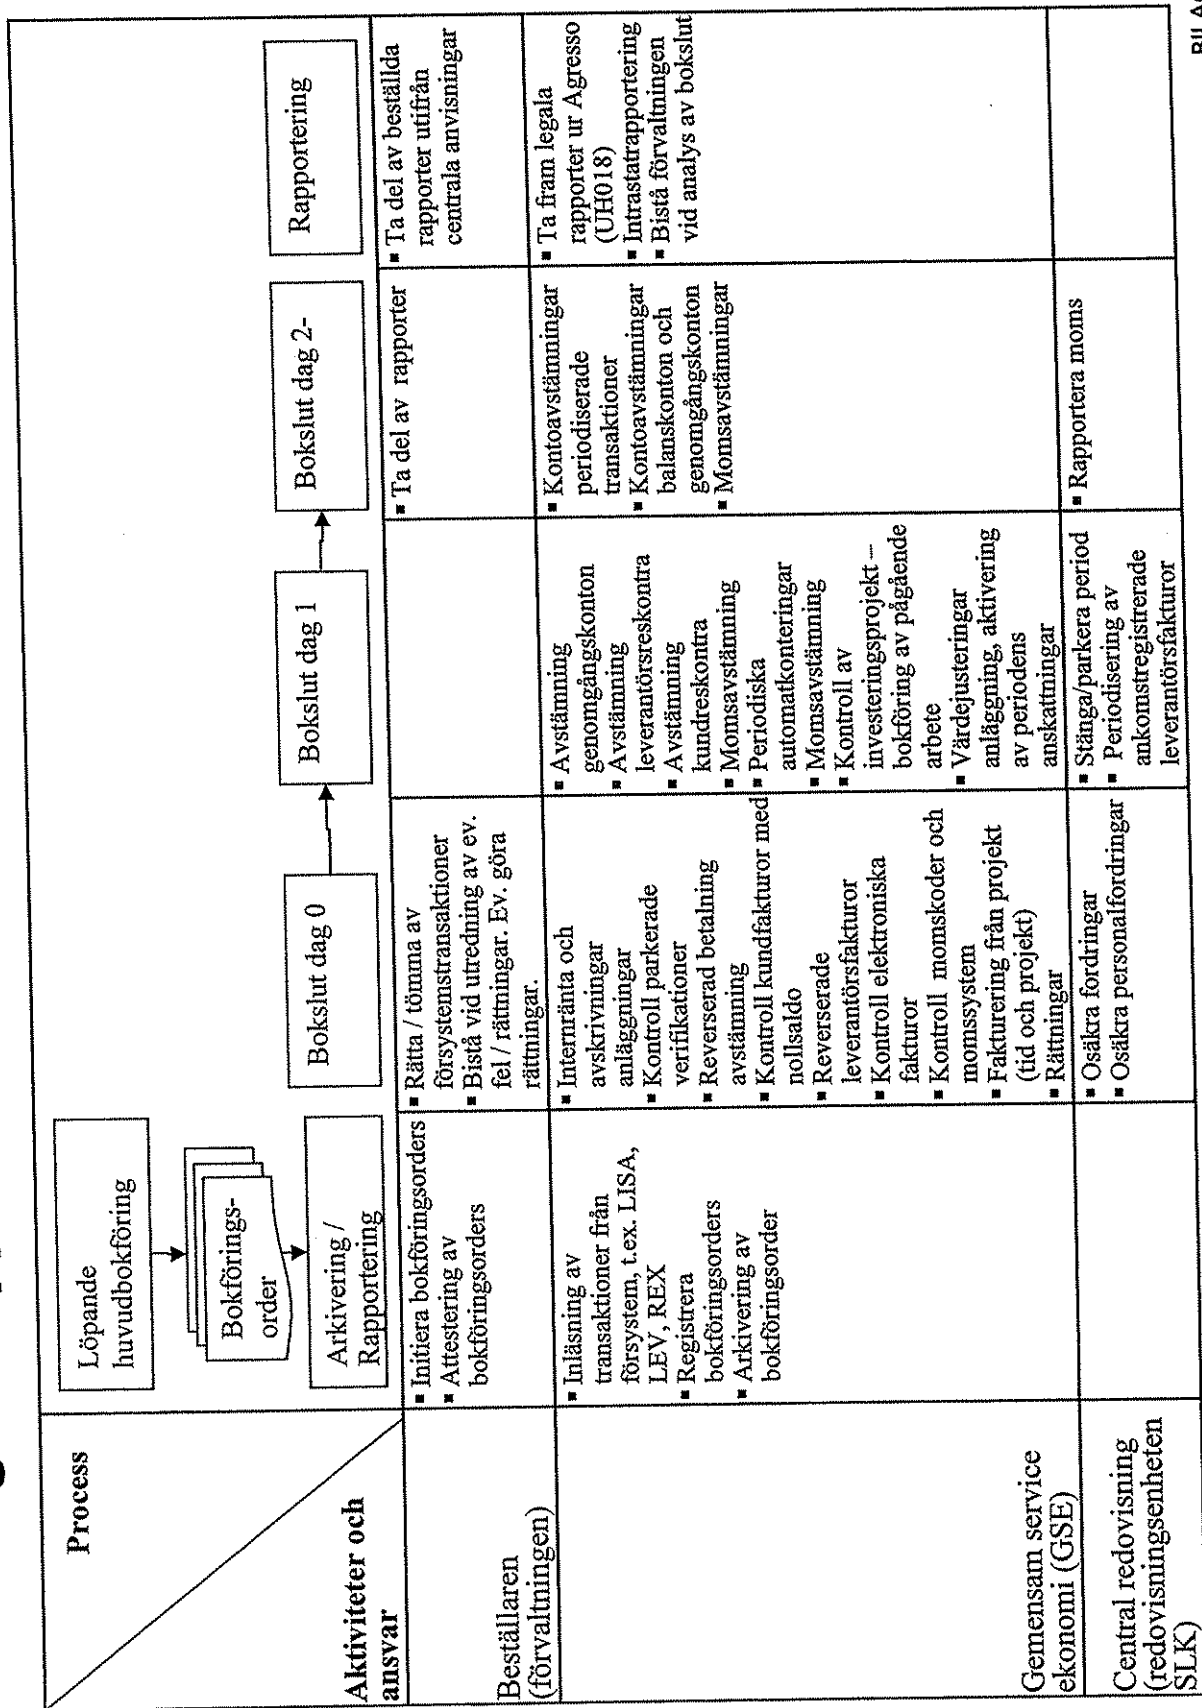 Process
Aktiviteter och
ansvar
Löpande
huvudbokföring
Bokförings-
order
Arkivering /
Rapportering
Bokslut dag 0
Bokslut dag 1
Bokslut dag 2-
Rapportering
Beställaren
(förvaltningen)
▪ Initiera bokföringsorders
▪ Attestering av
bokföringsorders
▪ Rätta / tömma av
försystemstransaktioner
▪ Bistå vid utredning av ev.
fel / rättningar. Ev. göra
rättningar.
▪ Ta del av rapporter
▪ Ta del av beställda
rapporter utifrån
centrala anvisningar
Gemensam service
ekonomi (GSE)
▪ Inläsning av
transaktioner från
försystem, t.ex. LISA,
LEV, REX
▪ Registrera
bokföringsorders
▪ Arkivering av
bokföringsorder
▪ Internränta och
avskrivningar
anläggningar
▪ Kontroll parkerade
verifikationer
▪ Reverserad betalning
avstämning
▪ Kontroll kundfakturor med
nollsaldo
▪ Reverserade
leverantörsfakturor
▪ Kontroll elektroniska
fakturor
▪ Kontroll momskoder och
momssystem
▪ Fakturering från projekt
(tid och projekt)
▪ Rättningar
▪ Avstämning
genomgångskonton
▪ Avstämning
leverantörsreskontra
▪ Avstämning
kundreskontra
▪ Momsavstämning
▪ Periodiska
automatkonteringar
▪ Momsavstämning
▪ Kontroll av
investeringsprojekt –
bokföring av pågående
arbete
▪ Värdejusteringar
anläggning, aktivering
av periodens
anskattningar
▪ Kontoavstämningar
periodiserade
transaktioner
▪ Kontoavstämningar
balanskonton och
genomgångskonton
▪ Momsavstämningar
▪ Ta fram legala
rapporter ur Agresso
(UH018)
▪ Intrastatrapportering
▪ Bistå förvaltningen
vid analys av bokslut
Central redovisning
(redovisningsenheten
SLK)
▪ Osäkra fordringar
▪ Osäkra personalfordringar
▪ Stänga/parkera period
▪ Periodisering av
ankomstregistrerade
leverantörsfakturor
▪ Rapportera moms